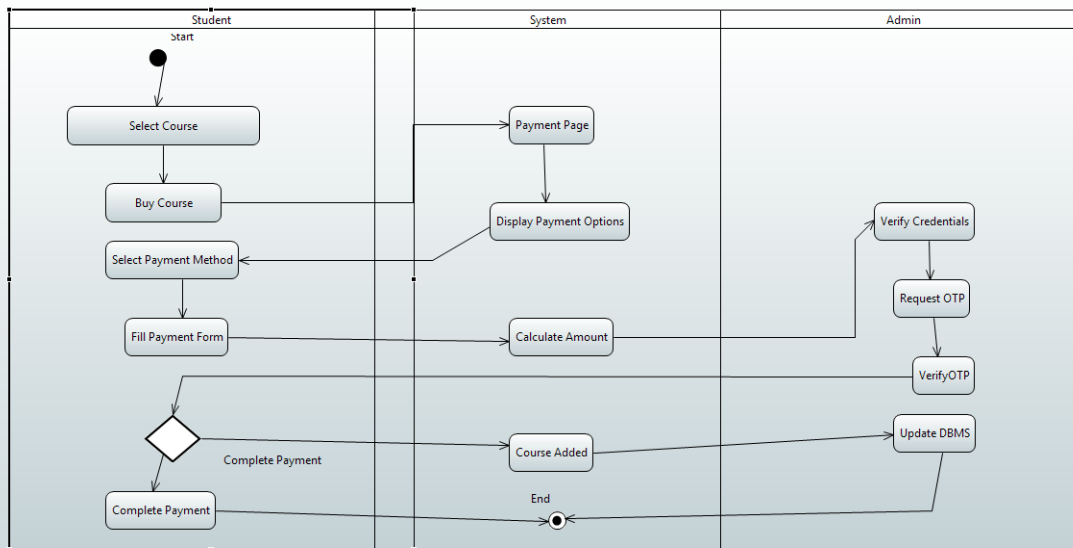 Student
System
Admin
Start
Select Course
Payment Page
Buy Course
Display Payment Options
Verify Credentials
Select Payment Method
Request OTP
Fill Payment Form
Calculate Amount
VerifyOTP
Update DBMS
Course Added
Complete Payment
End
Complete Payment